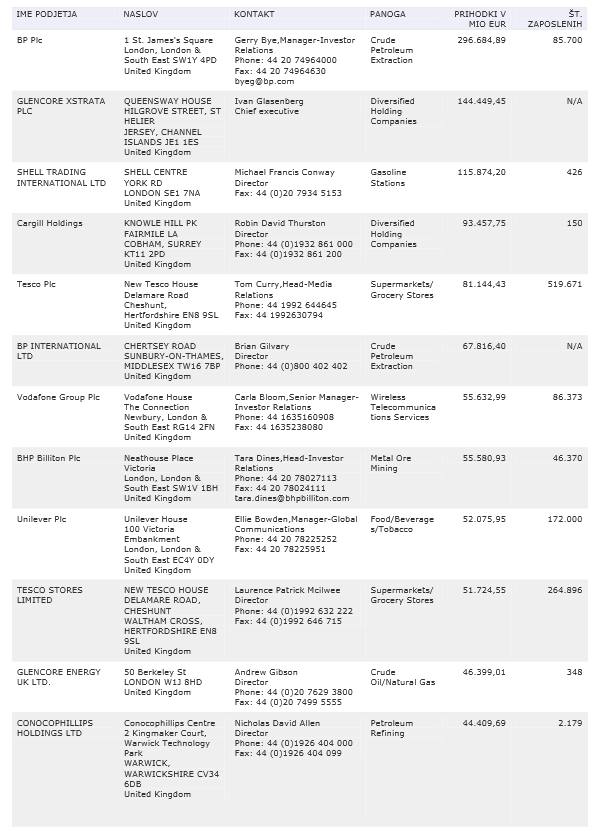 IME PODJETJA NASLOV KONTAKT PANOGA PRIHODKI V MIO EUR ŠT. ZAPOSLENIH
BP Plc
1 St. James's Square
London, London &
South East SW1Y 4PD
United Kingdom
Gerry Bye,Manager-Investor
Relations
Phone: 44 20 74964000
Fax: 44 20 74964630
byeg@bp.com
Crude
Petroleum
Extraction
296.684,89
85.700
GLENCORE XSTRATA
PLC
QUEENSWAY HOUSE
HILGROVE STREET, ST
HELIER
JERSEY, CHANNEL
ISLANDS JE1 1ES
United Kingdom
Ivan Glasenberg
Chief executive
Diversified
Holding
Companies
144.449,45
N/A
SHELL TRADING
INTERNATIONAL LTD
SHELL CENTRE
YORK RD
LONDON SE1 7NA
United Kingdom
Michael Francis Conway
Director
Fax: 44 (0)20 7934 5153
Gasoline
Stations
115.874,20
426
Cargill Holdings
KNOWLE HILL PK
FAIRMILE LA
COBHAM, SURREY
KT11 2PD
United Kingdom
Robin David Thurston
Director
Phone: 44 (0)1932 861 000
Fax: 44 (0)1932 861 200
Diversified
Holding
Companies
93.457,75
150
Tesco Plc
New Tesco House
Delamare Road
Cheshunt,
Hertfordshire EN8 9SL
United Kingdom
Tom Curry,Head-Media
Relations
Phone: 44 1992 644645
Fax: 44 1992630794
Supermarkets/
Grocery Stores
81.144,43
519.671
BP INTERNATIONAL
LTD
CHERTSEY ROAD
SUNBURY-ON-THAMES,
MIDDLESEX TW16 7BP
United Kingdom
Brian Gilvary
Director
Phone: 44 (0)800 402 402
Crude
Petroleum
Extraction
67.816,40
N/A
Vodafone Group Plc
Vodafone House
The Connection
Newbury, London &
South East RG14 2FN
United Kingdom
Carla Bloom,Senior Manager-
Investor Relations
Phone: 44 1635160908
Fax: 44 1635238080
Wireless
Telecommunica
tions Services
55.632,99
86.373
BHP Billiton Plc
Neathouse Place
Victoria
London, London &
South East SW1V 1BH
United Kingdom
Tara Dines,Head-Investor
Relations
Phone: 44 20 78027113
Fax: 44 20 78024111
tara.dines@bhpbilliton.com
Metal Ore
Mining
55.580,93
46.370
Unilever Plc
Unilever House
100 Victoria
Embankment
London, London &
South East EC4Y 0DY
United Kingdom
Ellie Bowden,Manager-Global
Communications
Phone: 44 20 78225252
Fax: 44 20 78225951
Food/Beverage
s/Tobacco
52.075,95
172.000
TESCO STORES
LIMITED
NEW TESCO HOUSE
DELAMARE ROAD,
CHESHUNT
WALTHAM CROSS,
HERTFORDSHIRE EN8
9SL
United Kingdom
Laurence Patrick Mcilwee
Director
Phone: 44 (0)1992 632 222
Fax: 44 (0)1992 646 715
Supermarkets/
Grocery Stores
51.724,55
264.896
GLENCORE ENERGY
UK LTD.
50 Berkeley St
LONDON W1J 8HD
United Kingdom
Andrew Gibson
Director
Phone: 44 (0)20 7629 3800
Fax: 44 (0)20 7499 5555
Crude
Oil/Natural Gas
46.399,01
348
CONOCOPHILLIPS
HOLDINGS LTD
Conocophillips Centre
2 Kingmaker Court,
Warwick Technology
Park
WARWICK,
WARWICKSHIRE CV34
6DB
United Kingdom
Nicholas David Allen
Director
Phone: 44 (0)1926 404 000
Fax: 44 (0)1926 404 099
Petroleum
Refining
44.409,69
2.179